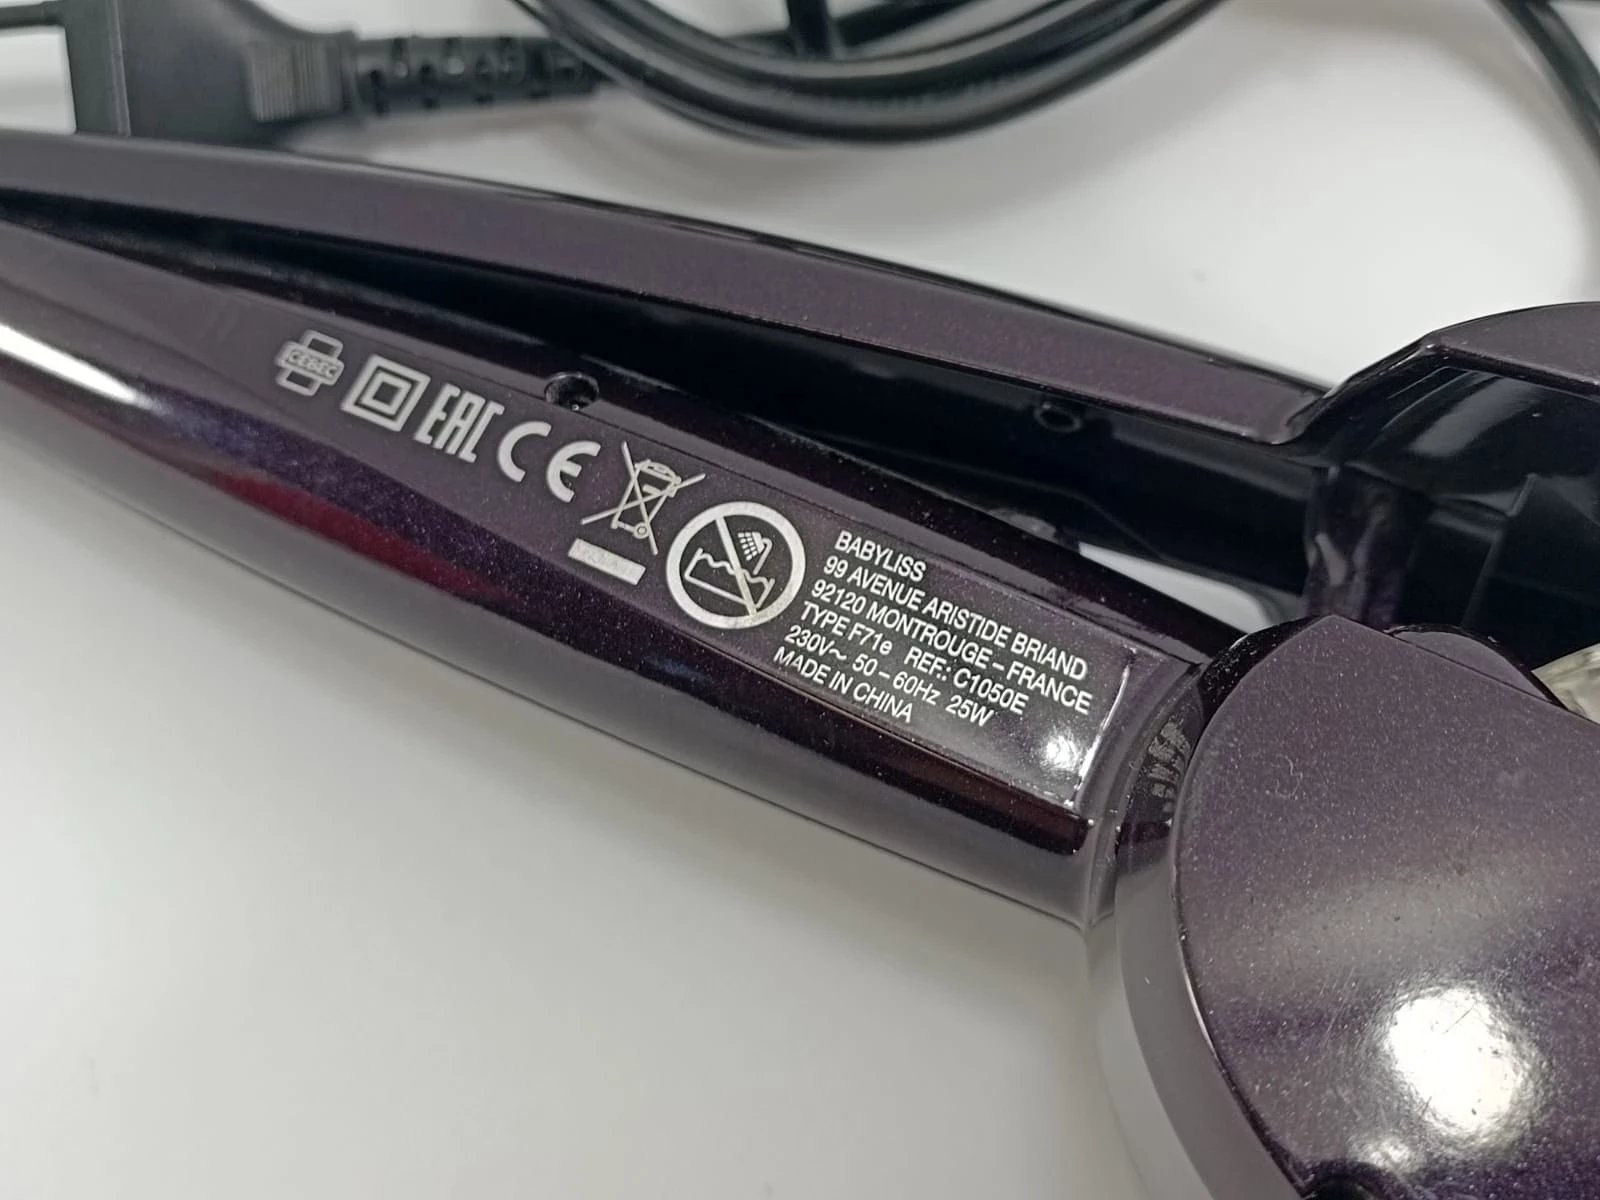 CEBEC
EAC
CE
BABYLISS
99 AVENUE ARISTIDE BRIAND
92120 MONTROUGE – FRANCE
TYPE F71e REF.: C1050E
230V~ 50 – 60Hz 25W
MADE IN CHINA